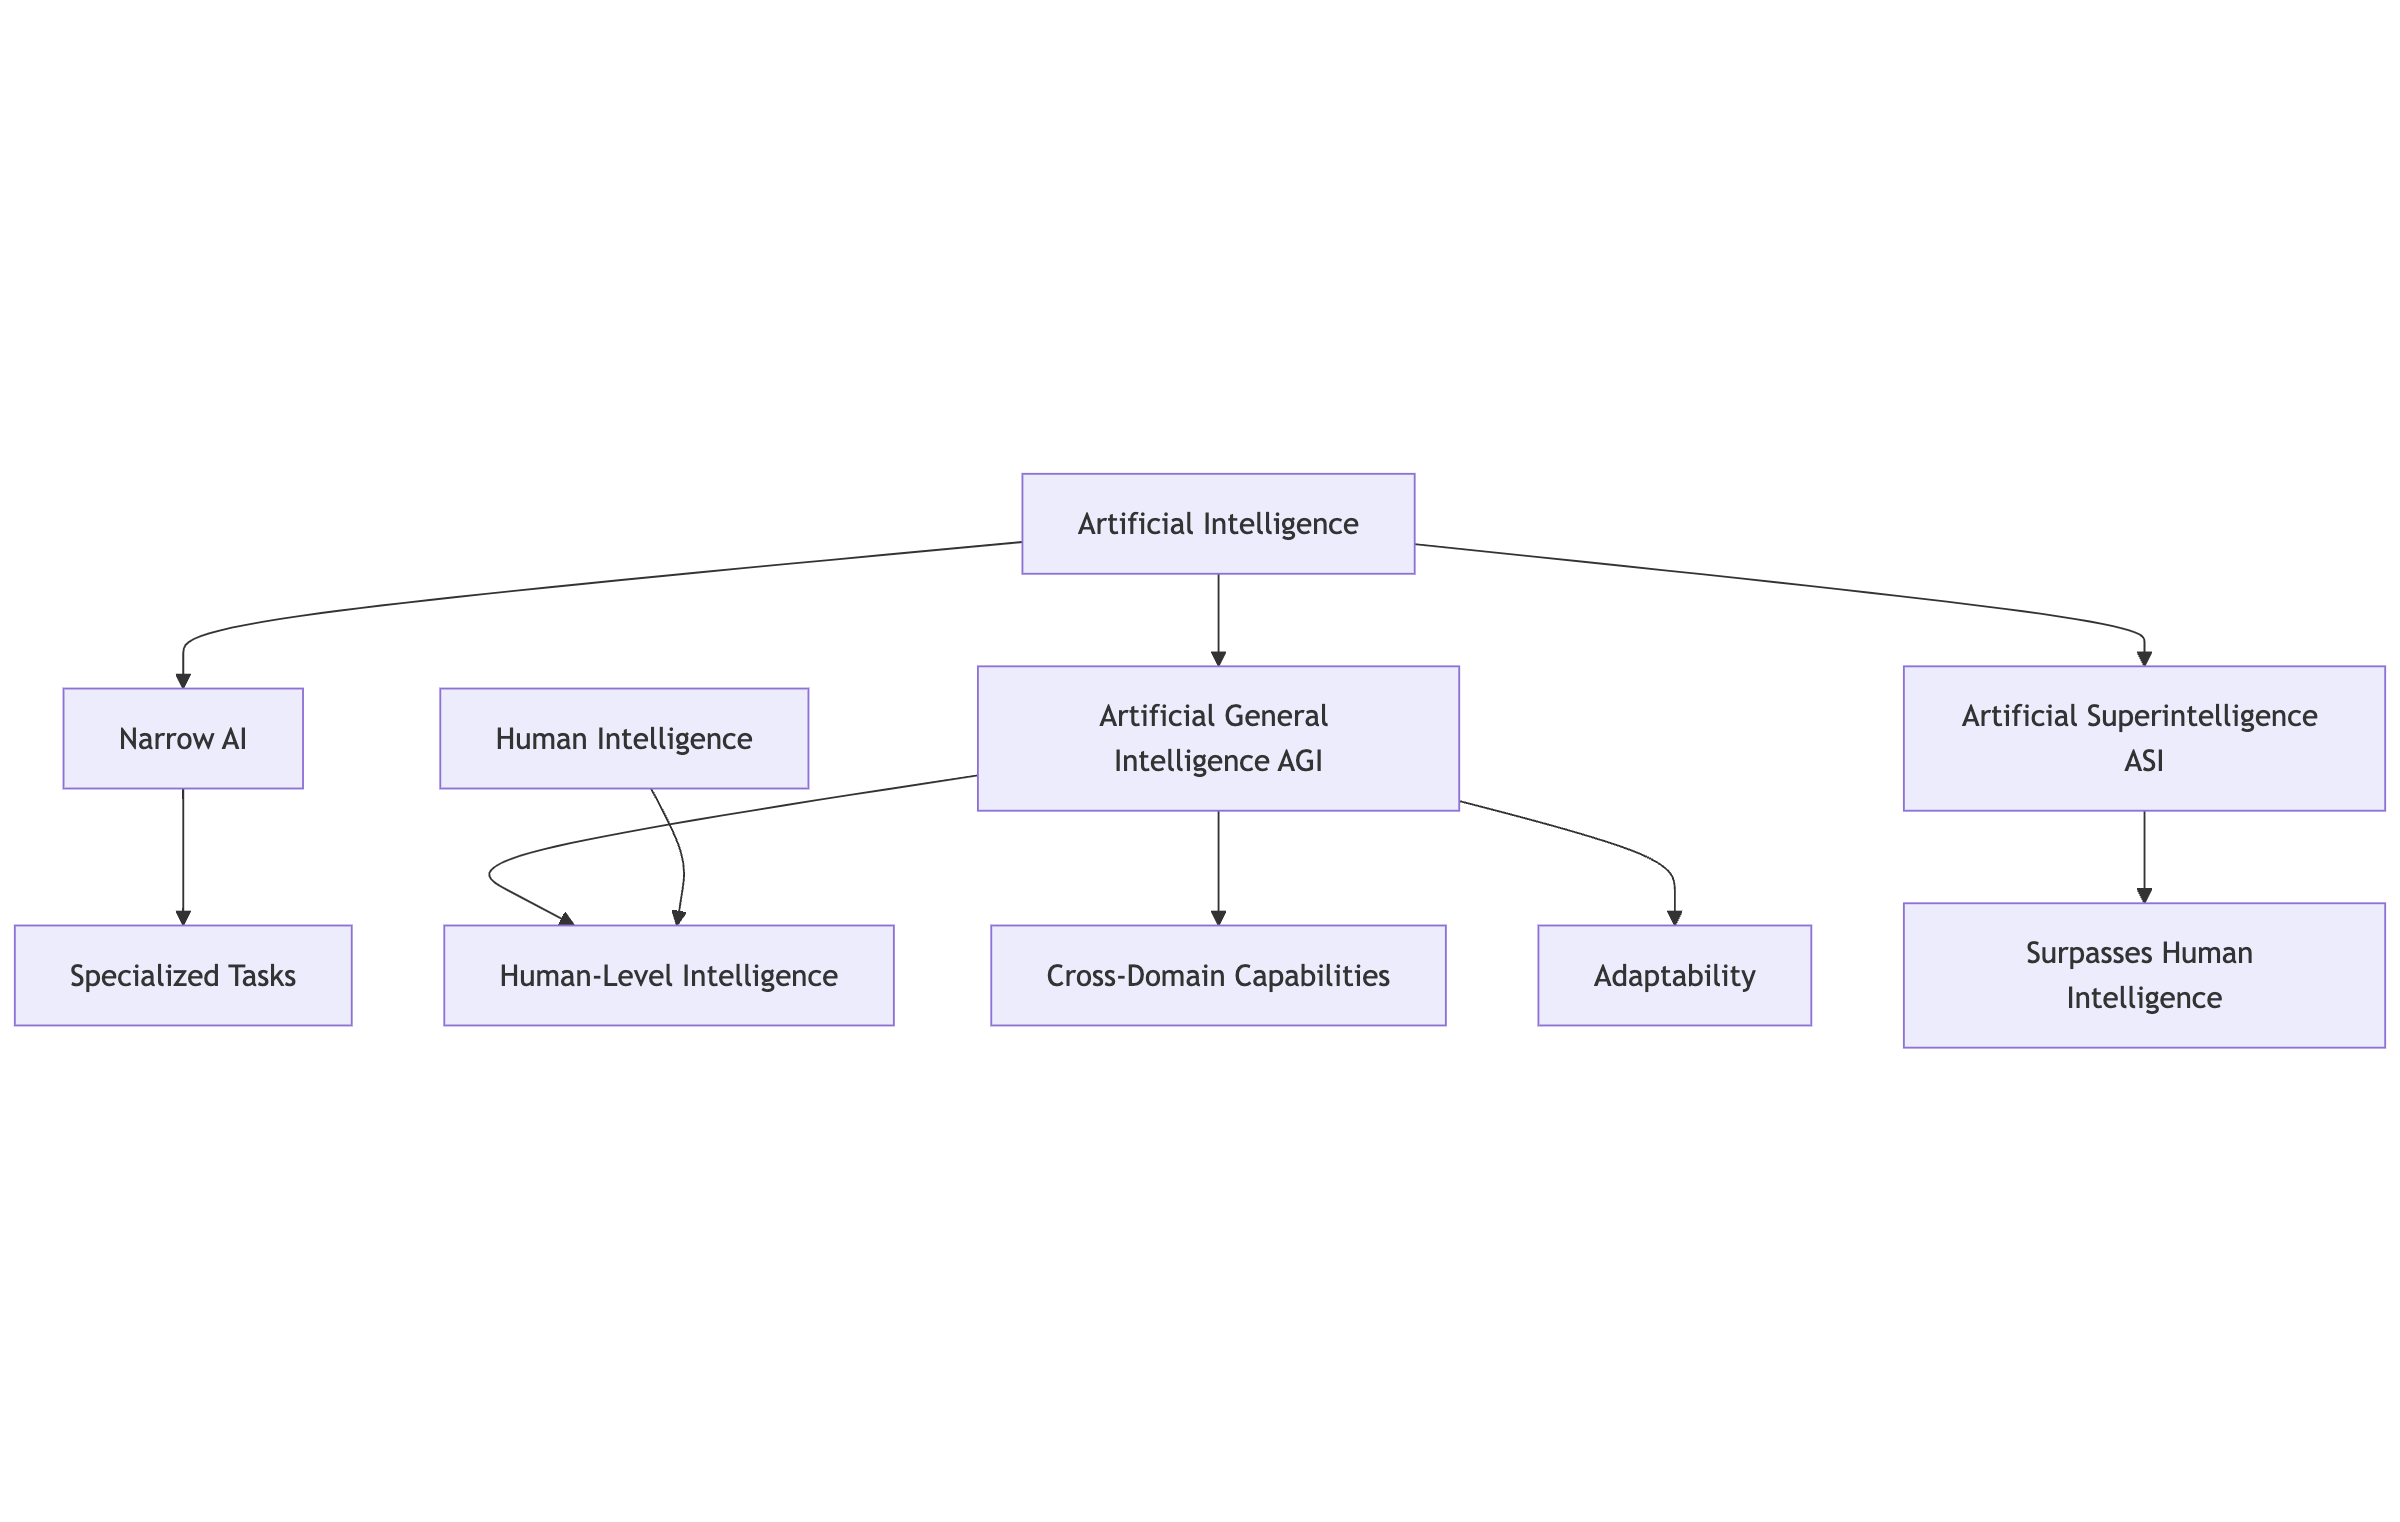 Artificial Intelligence
Narrow AI
Human Intelligence
Artificial General
Intelligence AGI
Artificial Superintelligence
ASI
Specialized Tasks
Human-Level Intelligence
Cross-Domain Capabilities
Adaptability
Surpasses Human
Intelligence